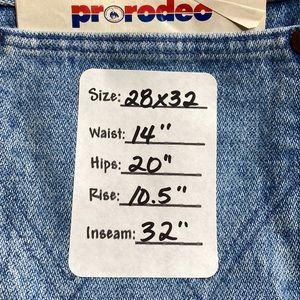 prorodeo
Size: 28x32
Waist: 14"
Hips: 20"
Rise: 10.5"
Inseam: 32"